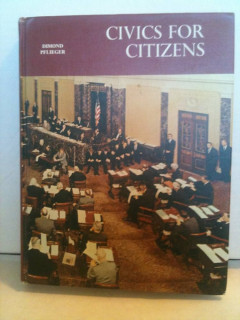 DIMOND
PFLIEGER
CIVICS FOR
CITIZENS